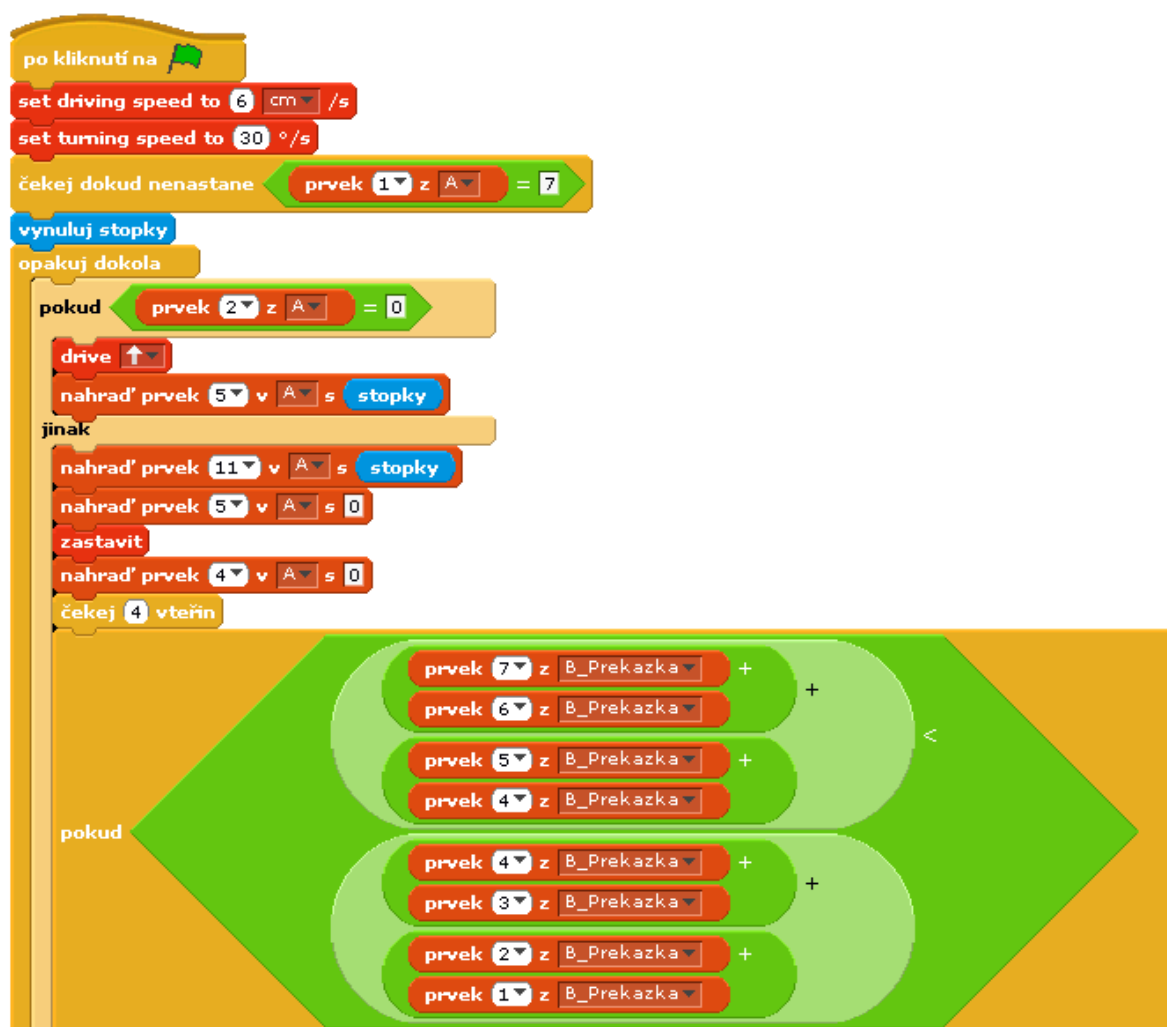 po kliknutí na
set driving speed to 6 cm /s
set turning speed to 30 °/s
čekej dokud nenastane prvek 1 z A = 7
vynuluj stopky
opakuj dokola
pokud prvek 2 z A = 0
drive ↑
nahraď prvek 5 v A s stopky
jinak
nahraď prvek 11 v A s stopky
nahraď prvek 5 v A s 0
zastavit
nahraď prvek 4 v A s 0
čekej 4 vteřin
prvek 7 z B_Prekazka +
+
prvek 6 z B_Prekazka
<
prvek 5 z B_Prekazka +
prvek 4 z B_Prekazka
pokud
prvek 4 z B_Prekazka +
+
prvek 3 z B_Prekazka
prvek 2 z B_Prekazka +
prvek 1 z B_Prekazka